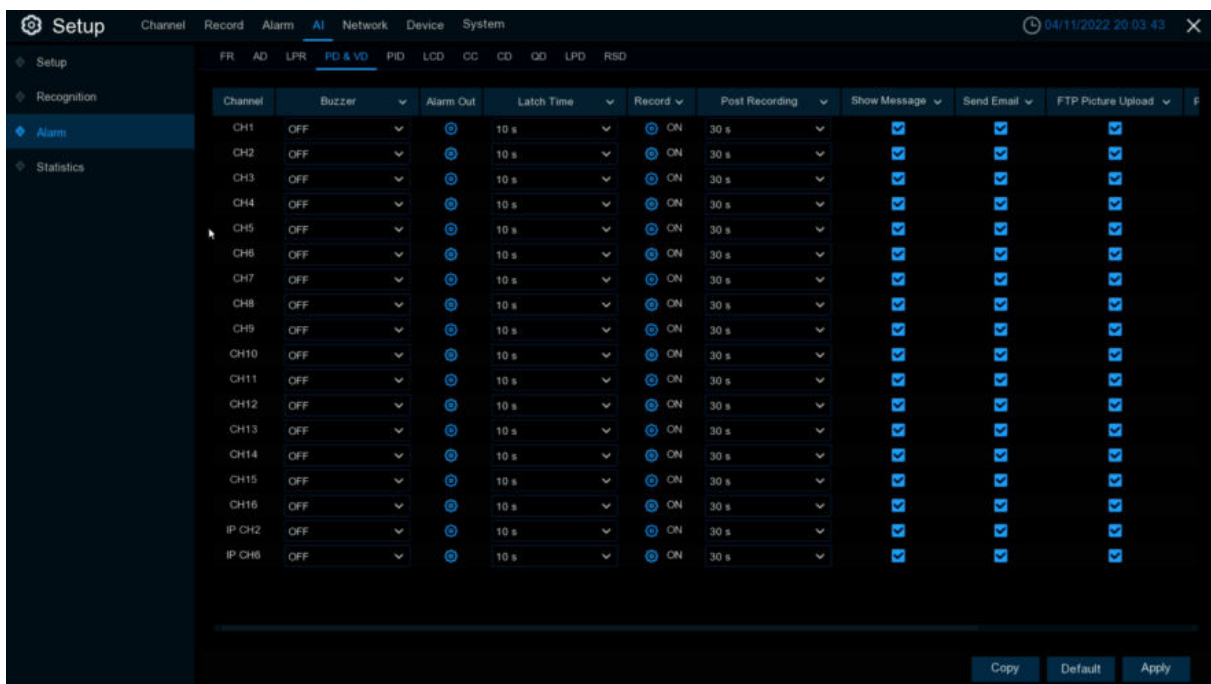 Setup Channel Record Alarm AI Network Device System 04/11/2022 20:03:43
FR AD LPR PD & VD PID LCD CC CD QD LPD RSD
Setup
Recognition
Alarm
Statistics
Channel Buzzer Alarm Out Latch Time Record Post Recording Show Message Send Email FTP Picture Upload
CH1 OFF 10 s ON 30 s
CH2 OFF 10 s ON 30 s
CH3 OFF 10 s ON 30 s
CH4 OFF 10 s ON 30 s
CH5 OFF 10 s ON 30 s
CH6 OFF 10 s ON 30 s
CH7 OFF 10 s ON 30 s
CH8 OFF 10 s ON 30 s
CH9 OFF 10 s ON 30 s
CH10 OFF 10 s ON 30 s
CH11 OFF 10 s ON 30 s
CH12 OFF 10 s ON 30 s
CH13 OFF 10 s ON 30 s
CH14 OFF 10 s ON 30 s
CH15 OFF 10 s ON 30 s
CH16 OFF 10 s ON 30 s
IP CH2 OFF 10 s ON 30 s
IP CH6 OFF 10 s ON 30 s
Copy Default Apply